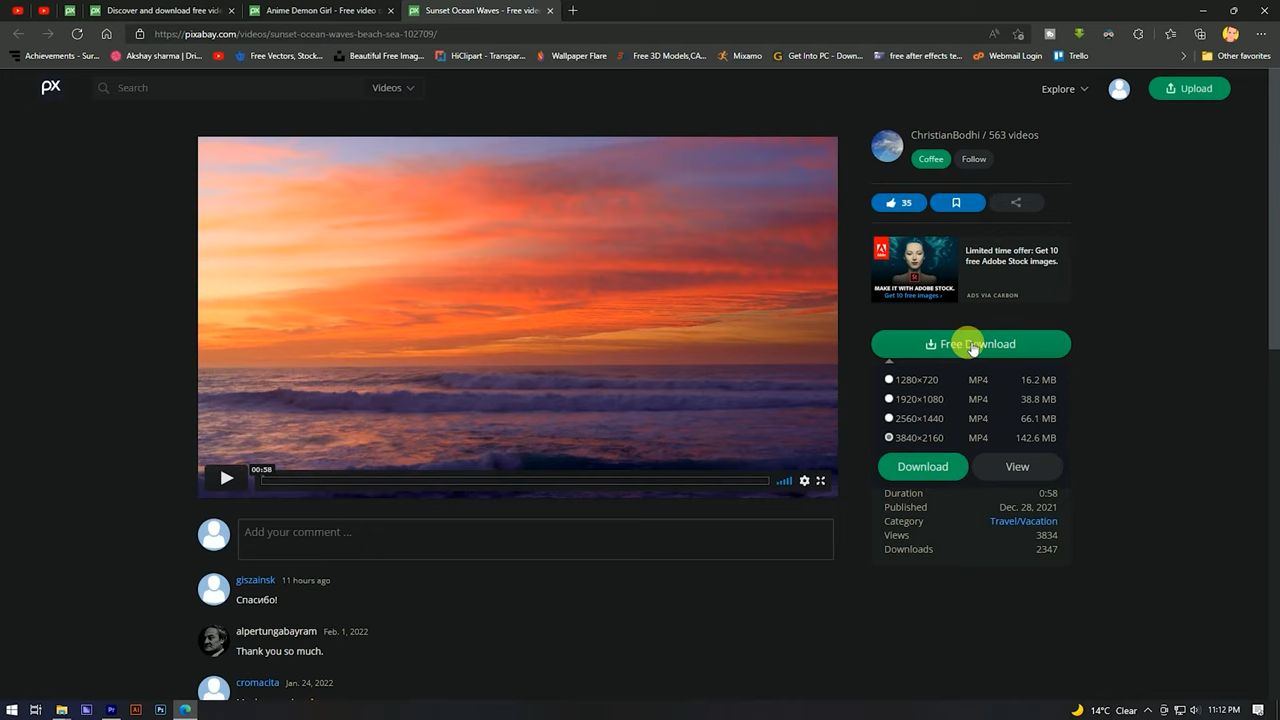 Discover and download free vide
Anime Demon Girl - Free video o
Sunset Ocean Waves - Free vide
https://pixabay.com/videos/sunset-ocean-waves-beach-sea-102709/
Achievements - Su...
Akshay sharma | Dri...
Free Vectors, Stock...
Beautiful Free Imag...
HiClipart - Transpar...
Wallpaper Flare
Free 3D Models,CA...
Mixamo
Get Into PC - Down...
free after effects te...
Webmail Login
Trello
Other favorites
px
Search
Videos
Explore
Upload
ChristianBodhi / 563 videos
Coffee
Follow
35
MAKE IT WITH ADOBE STOCK.
Get 10 free images ›
Limited time offer: Get 10
free Adobe Stock images.
ADS VIA CARBON
Free Download
1280×720 MP4 16.2 MB
1920×1080 MP4 38.8 MB
2560×1440 MP4 66.1 MB
3840×2160 MP4 142.6 MB
Download
View
00:58
Duration 0:58
Published Dec. 28, 2021
Category Travel/Vacation
Views 3834
Downloads 2347
Add your comment ...
giszainsk 11 hours ago
Спасибо!
alpertungabayram Feb. 1, 2022
Thank you so much.
cromacita Jan. 24, 2022
14°C Clear
11:12 PM